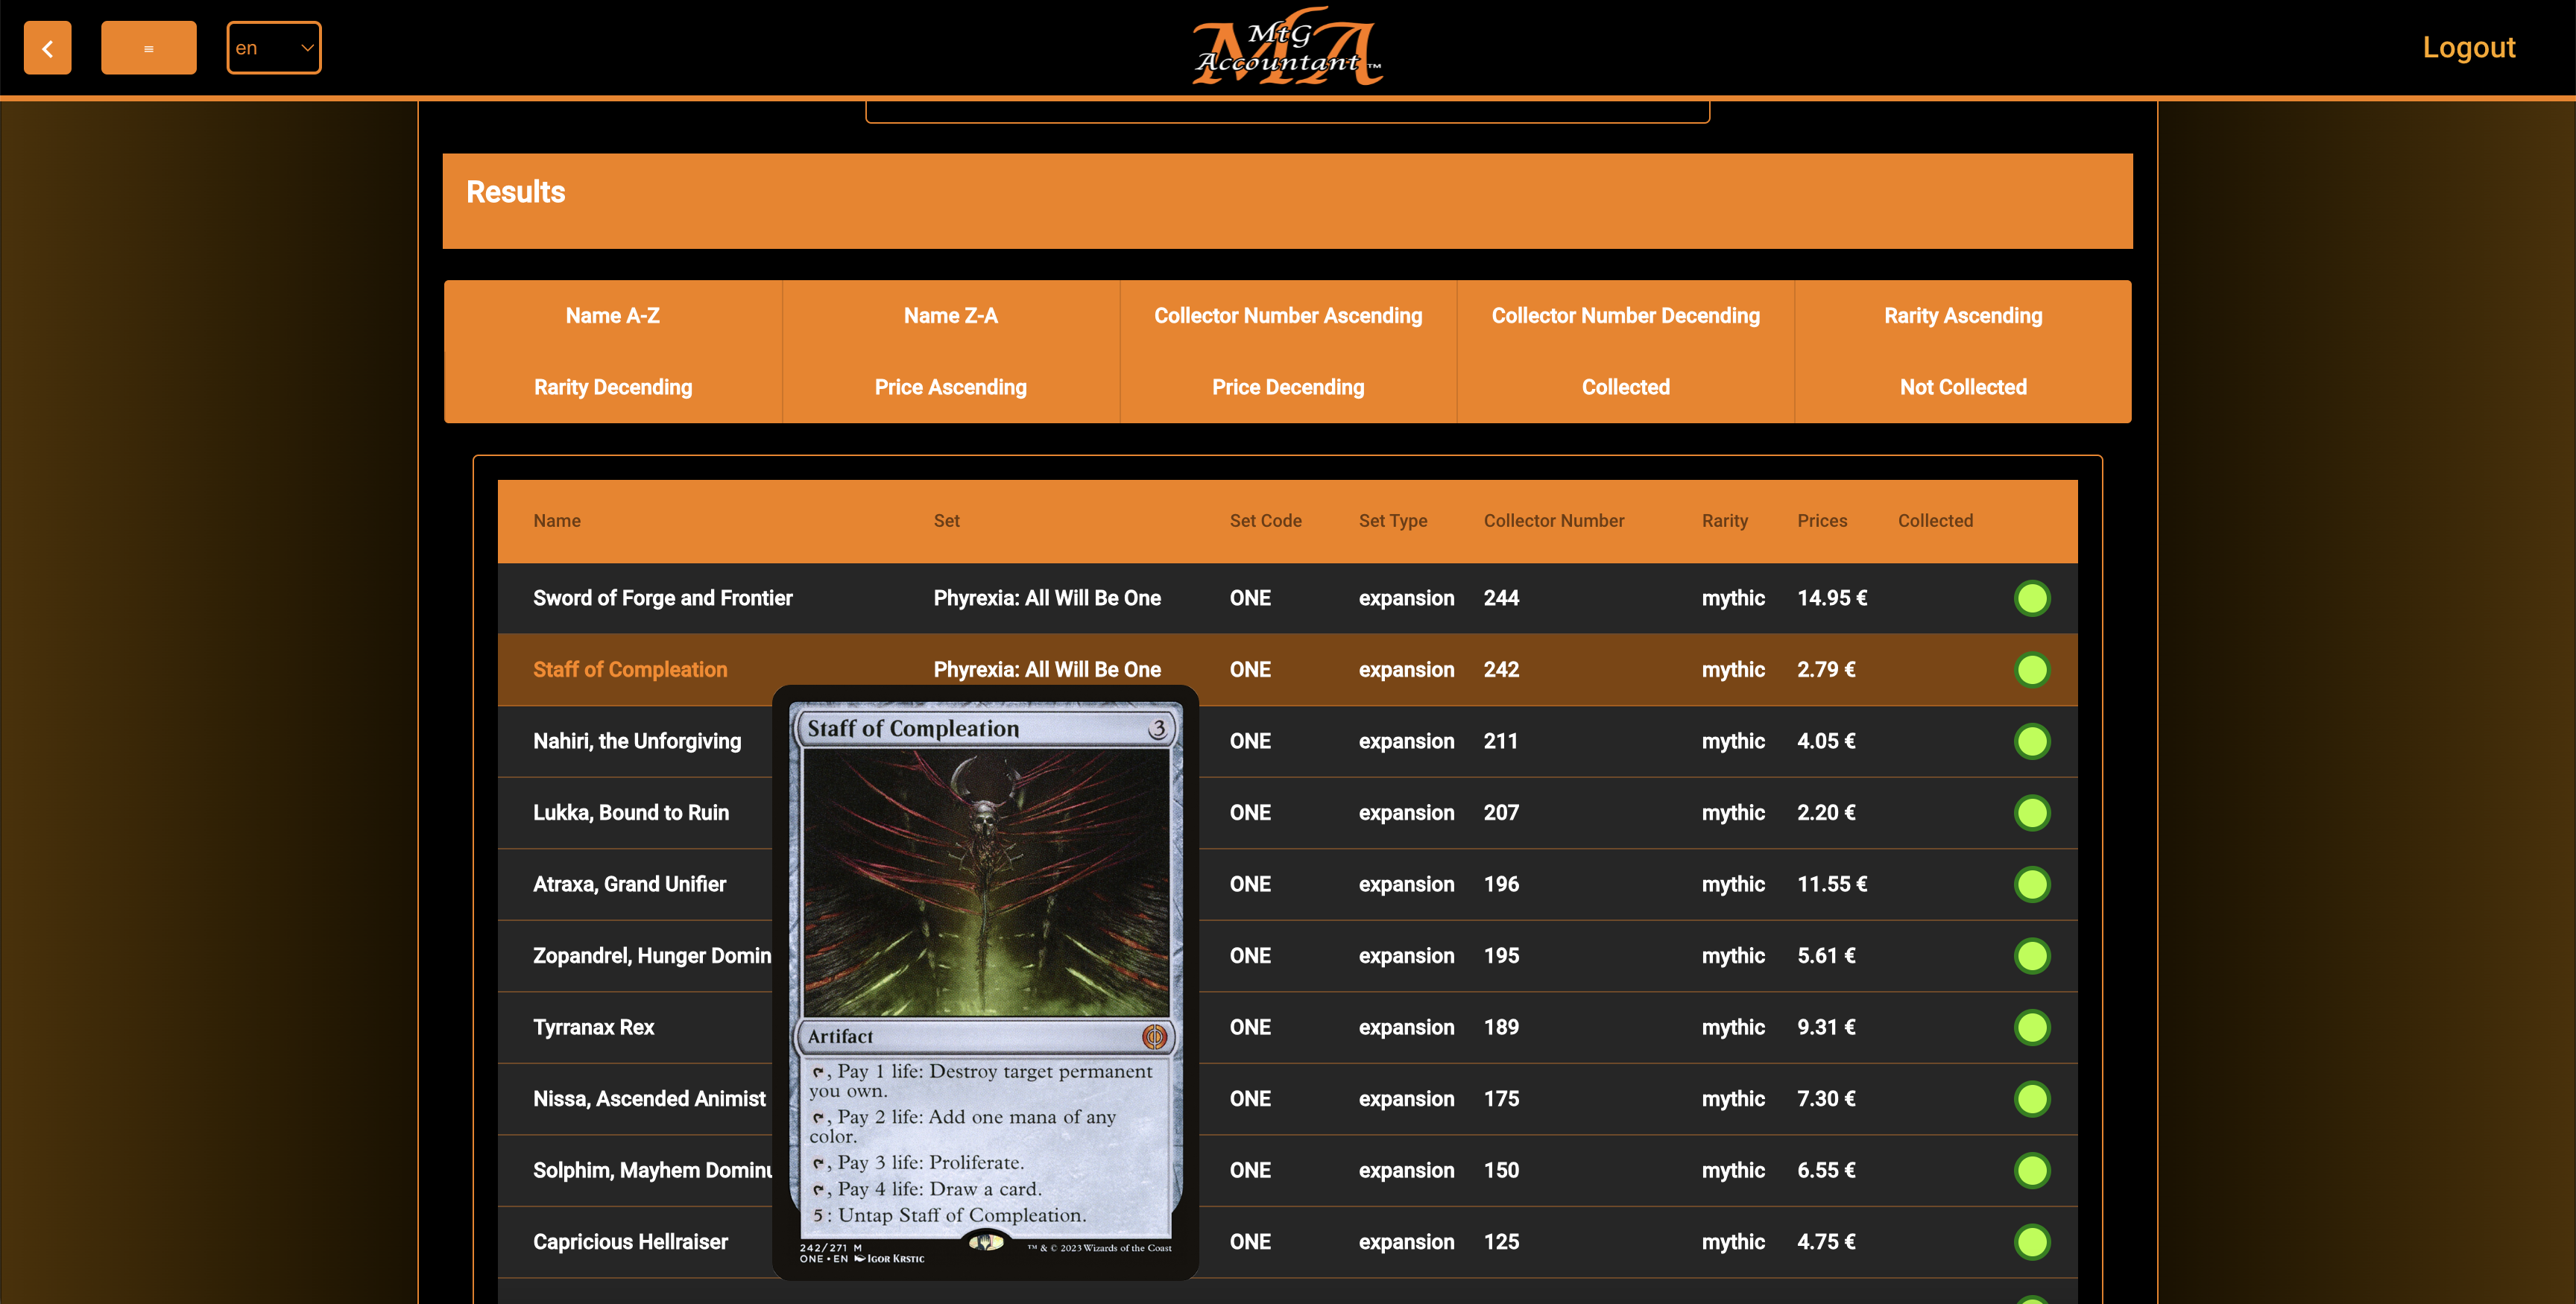 en
MtG
Accountant™
Logout
Results
Name A-Z
Name Z-A
Collector Number Ascending
Collector Number Decending
Rarity Ascending
Rarity Decending
Price Ascending
Price Decending
Collected
Not Collected
Name Set Set Code Set Type Collector Number Rarity Prices Collected
Sword of Forge and Frontier Phyrexia: All Will Be One ONE expansion 244 mythic 14.95 €
Staff of Compleation Phyrexia: All Will Be One ONE expansion 242 mythic 2.79 €
Nahiri, the Unforgiving ONE expansion 211 mythic 4.05 €
Lukka, Bound to Ruin ONE expansion 207 mythic 2.20 €
Atraxa, Grand Unifier ONE expansion 196 mythic 11.55 €
Zopandrel, Hunger Domin ONE expansion 195 mythic 5.61 €
Tyrranax Rex ONE expansion 189 mythic 9.31 €
Nissa, Ascended Animist ONE expansion 175 mythic 7.30 €
Solphim, Mayhem Dominu ONE expansion 150 mythic 6.55 €
Capricious Hellraiser ONE expansion 125 mythic 4.75 €
Staff of Compleation 3
Artifact
, Pay 1 life: Destroy target permanent
you own.
, Pay 2 life: Add one mana of any
color.
, Pay 3 life: Proliferate.
, Pay 4 life: Draw a card.
5: Untap Staff of Compleation.
242/271 M
ONE • EN IGOR KRSTIC
™ & © 2023 Wizards of the Coast